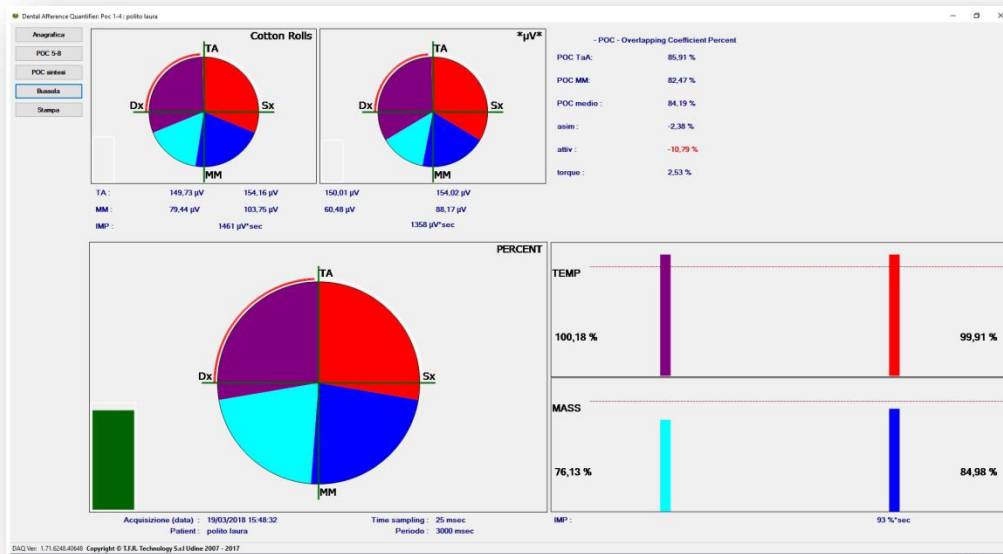 Dental Afference Quantifier: Poc 1-4 : polito laura
Anagrafica
POC 5-8
POC sintesi
Bussola
Stampa
Cotton Rolls
TA
Dx
Sx
MM
*µV*
TA
Dx
Sx
MM
TA : 149,73 µV 154,16 µV 150,01 µV 154,02 µV
MM : 79,44 µV 103,75 µV 60,48 µV 88,17 µV
IMP : 1461 µV*sec 1358 µV*sec
- POC - Overlapping Coefficient Percent
POC TaA: 85,91 %
POC MM: 82,47 %
POC medio : 84,19 %
asim : -2,38 %
attiv : -10,79 %
torque : 2,53 %
PERCENT
TA
Dx
Sx
MM
TEMP
100,18 % 99,91 %
MASS
76,13 % 84,98 %
Acquisizione (data) : 19/03/2018 15:48:32 Time sampling : 25 msec
Patient : polito laura Periodo : 3000 msec
IMP : 93 %*sec
DAQ Ver: 1.71.6248.40648 Copyright © T.F.R. Technology S.r.l Udine 2007 - 2017